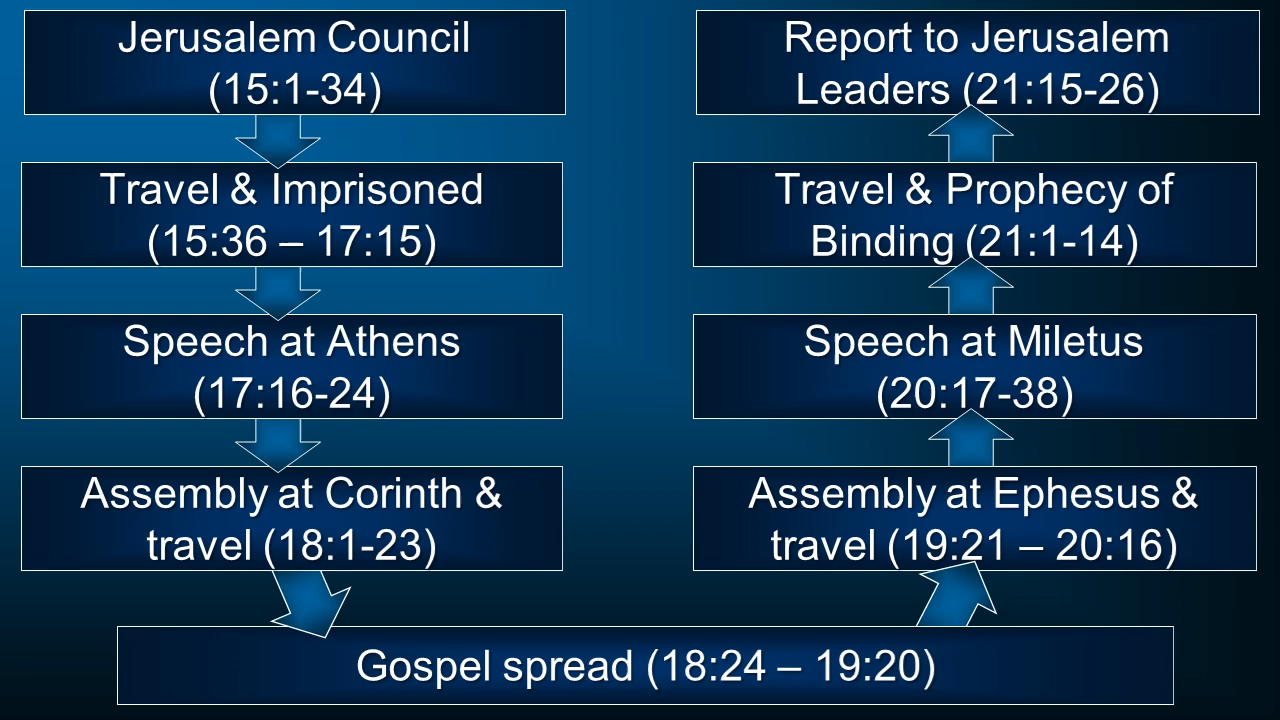 Jerusalem Council
(15:1-34)
Travel & Imprisoned
(15:36 – 17:15)
Speech at Athens
(17:16-24)
Assembly at Corinth &
travel (18:1-23)
Gospel spread (18:24 – 19:20)
Assembly at Ephesus &
travel (19:21 – 20:16)
Speech at Miletus
(20:17-38)
Travel & Prophecy of
Binding (21:1-14)
Report to Jerusalem
Leaders (21:15-26)